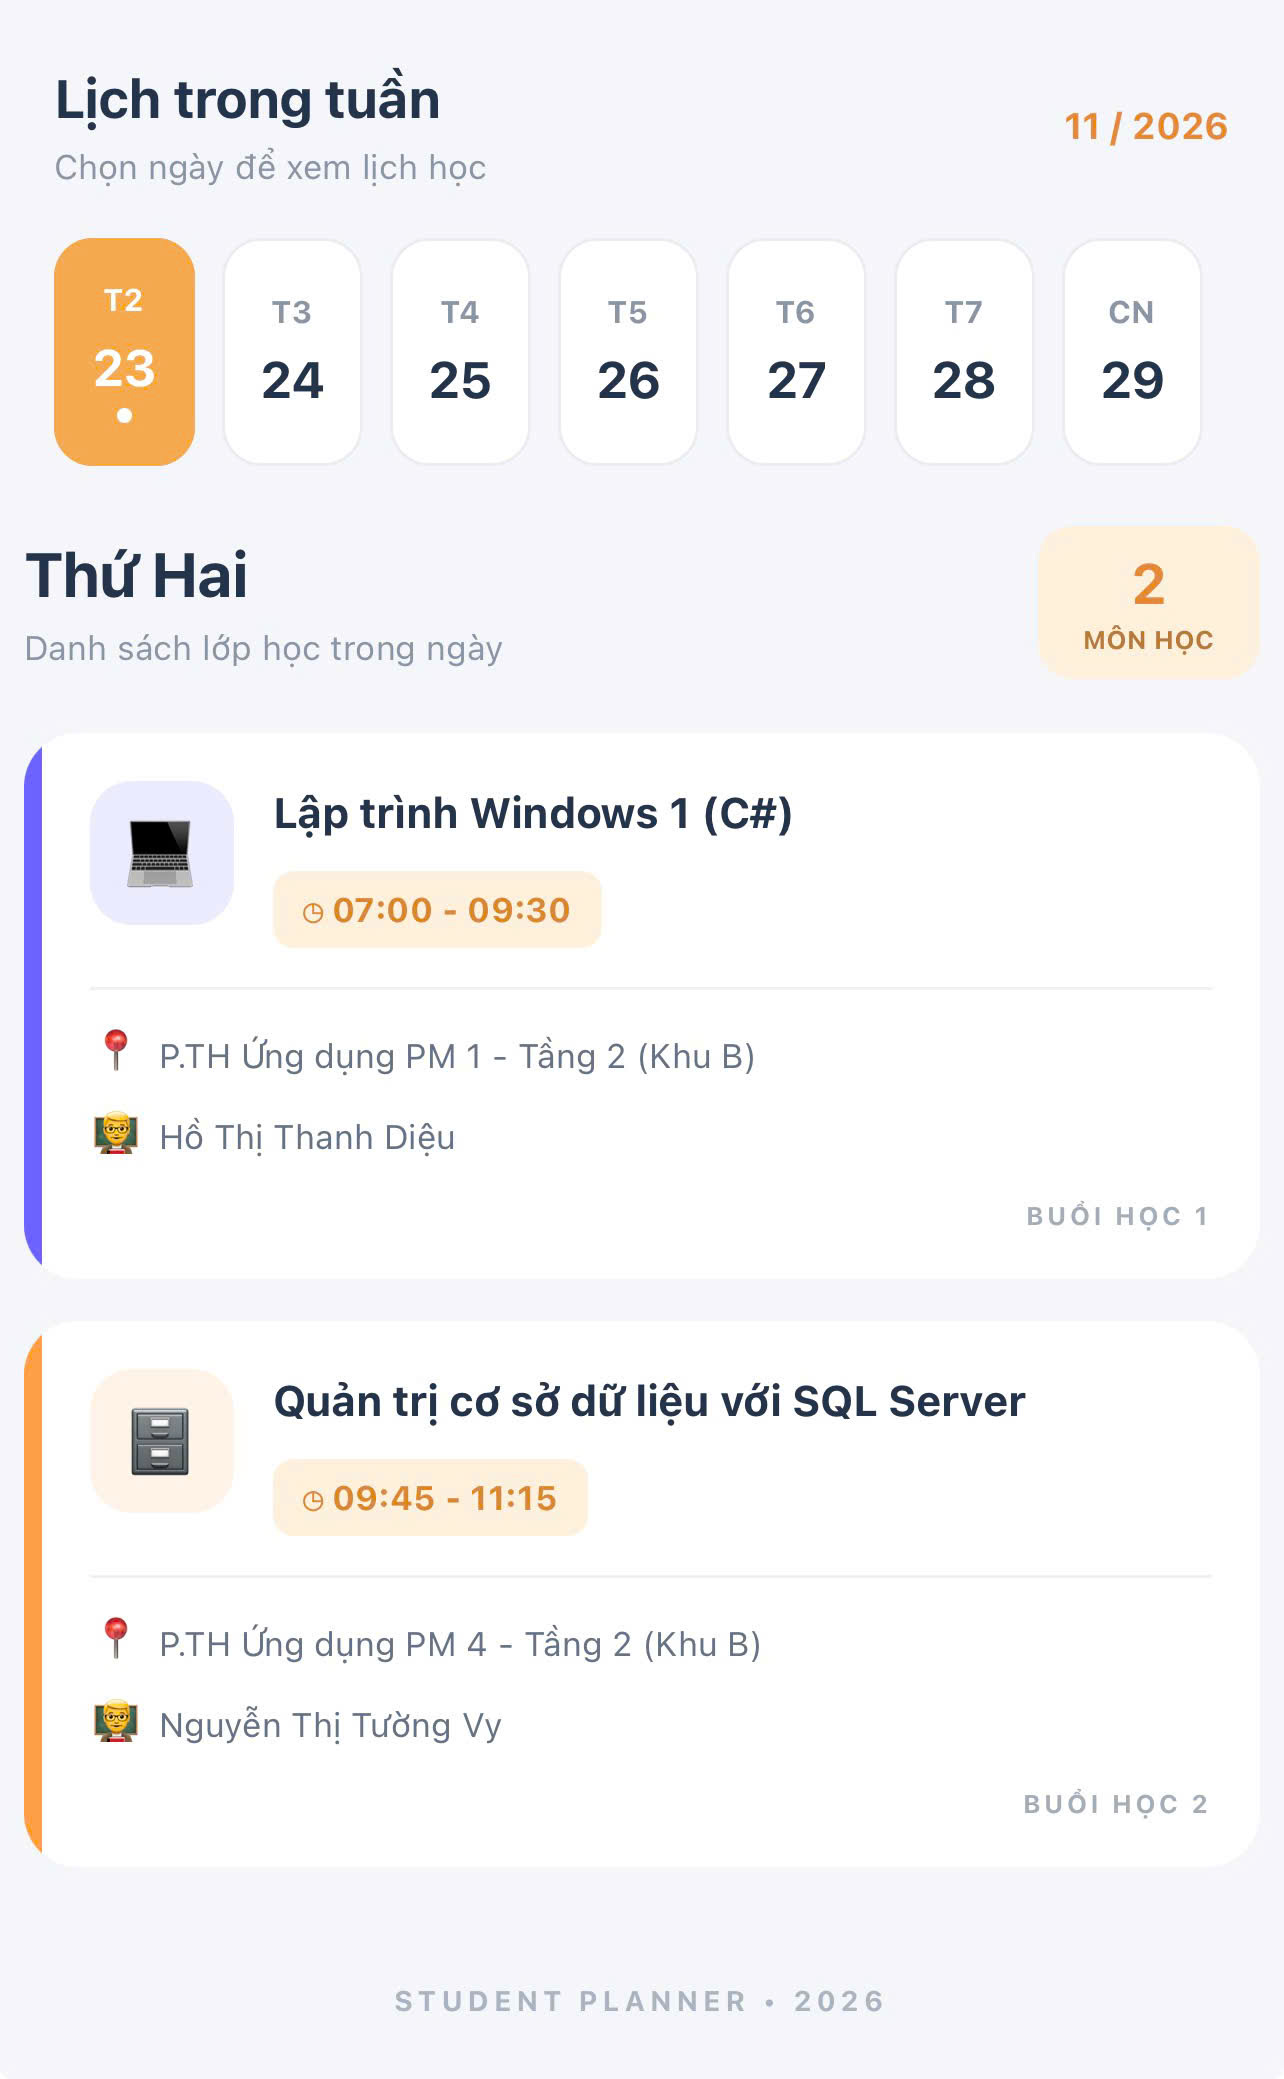 Lịch trong tuần
11 / 2026
Chọn ngày để xem lịch học
T2 T3 T4 T5 T6 T7 CN
23 24 25 26 27 28 29
Thứ Hai
2
MÔN HỌC
Danh sách lớp học trong ngày
Lập trình Windows 1 (C#)
07:00 - 09:30
P.TH Ứng dụng PM 1 - Tầng 2 (Khu B)
Hồ Thị Thanh Diệu
BUỔI HỌC 1
Quản trị cơ sở dữ liệu với SQL Server
09:45 - 11:15
P.TH Ứng dụng PM 4 - Tầng 2 (Khu B)
Nguyễn Thị Tường Vy
BUỔI HỌC 2
STUDENT PLANNER • 2026